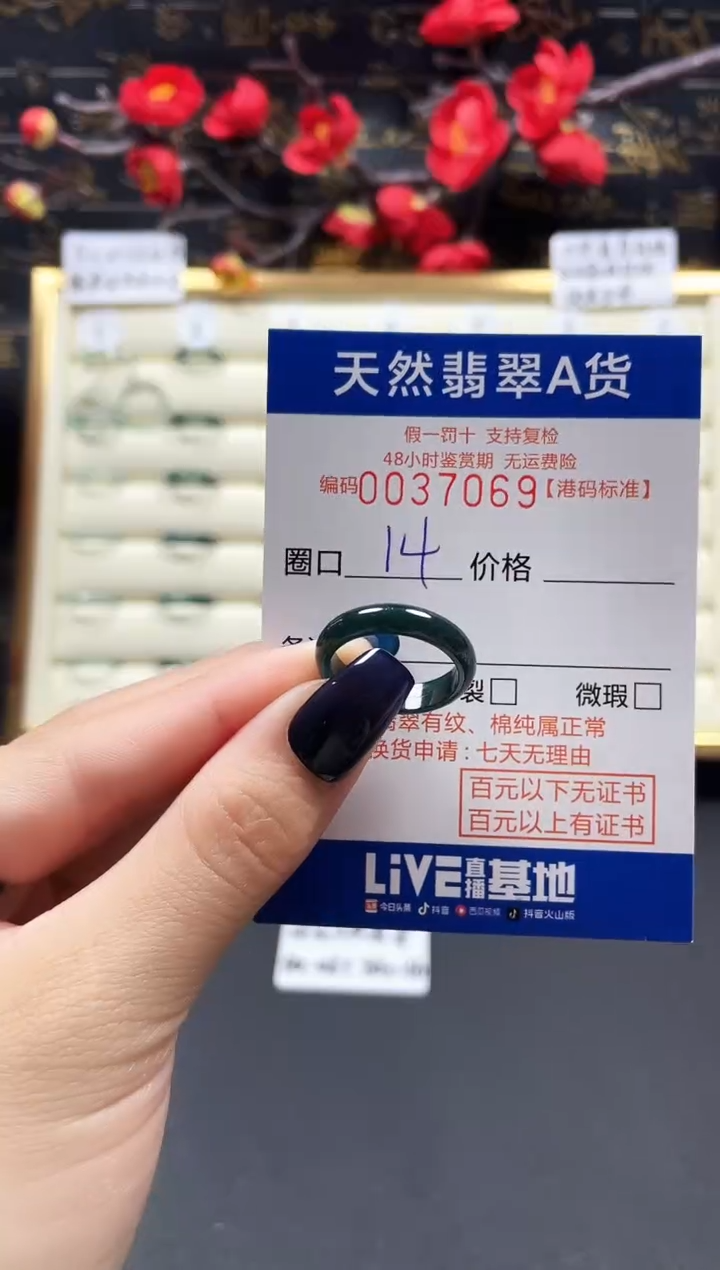 天然翡翠A货
假一罚十 支持复检
48小时鉴赏期 无运费险
编码0037069【港码标准】
圈口 14 价格
裂□ 微瑕□
翡翠有纹、棉纯属正常
换货申请：七天无理由
百元以下无证书
百元以上有证书
LiVE直播基地
今日头条 抖音 西瓜视频 抖音火山版